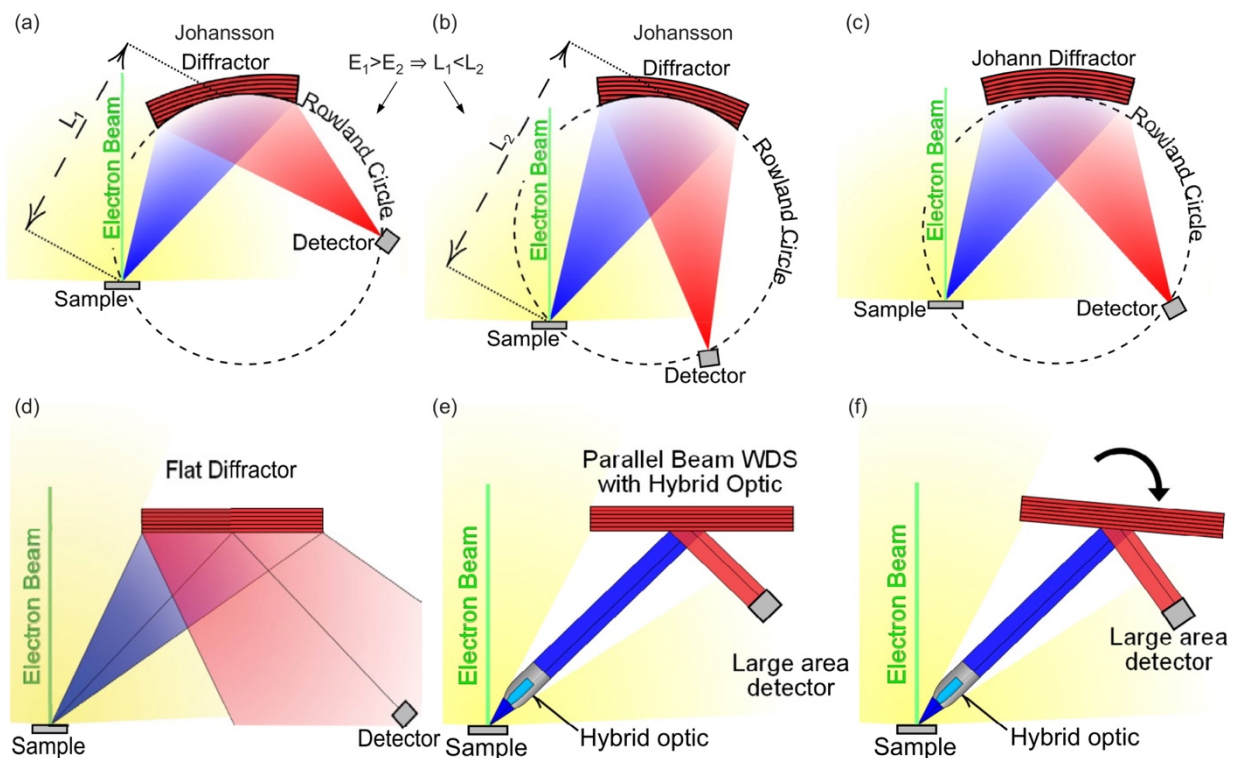 (a)
Johansson
Diffractor
L₁
Electron Beam
Rowland Circle
Detector
Sample
E₁>E₂ ⇒ L₁<L₂
(b)
Johansson
Diffractor
L₂
Electron Beam
Rowland Circle
Sample
Detector
(c)
Johann Diffractor
Electron Beam
Rowland Circle
Sample
Detector
(d)
Flat Diffractor
Electron Beam
Sample
Detector
(e)
Parallel Beam WDS
with Hybrid Optic
Electron Beam
Large area
detector
Sample
Hybrid optic
(f)
Electron Beam
Large area
detector
Sample
Hybrid optic